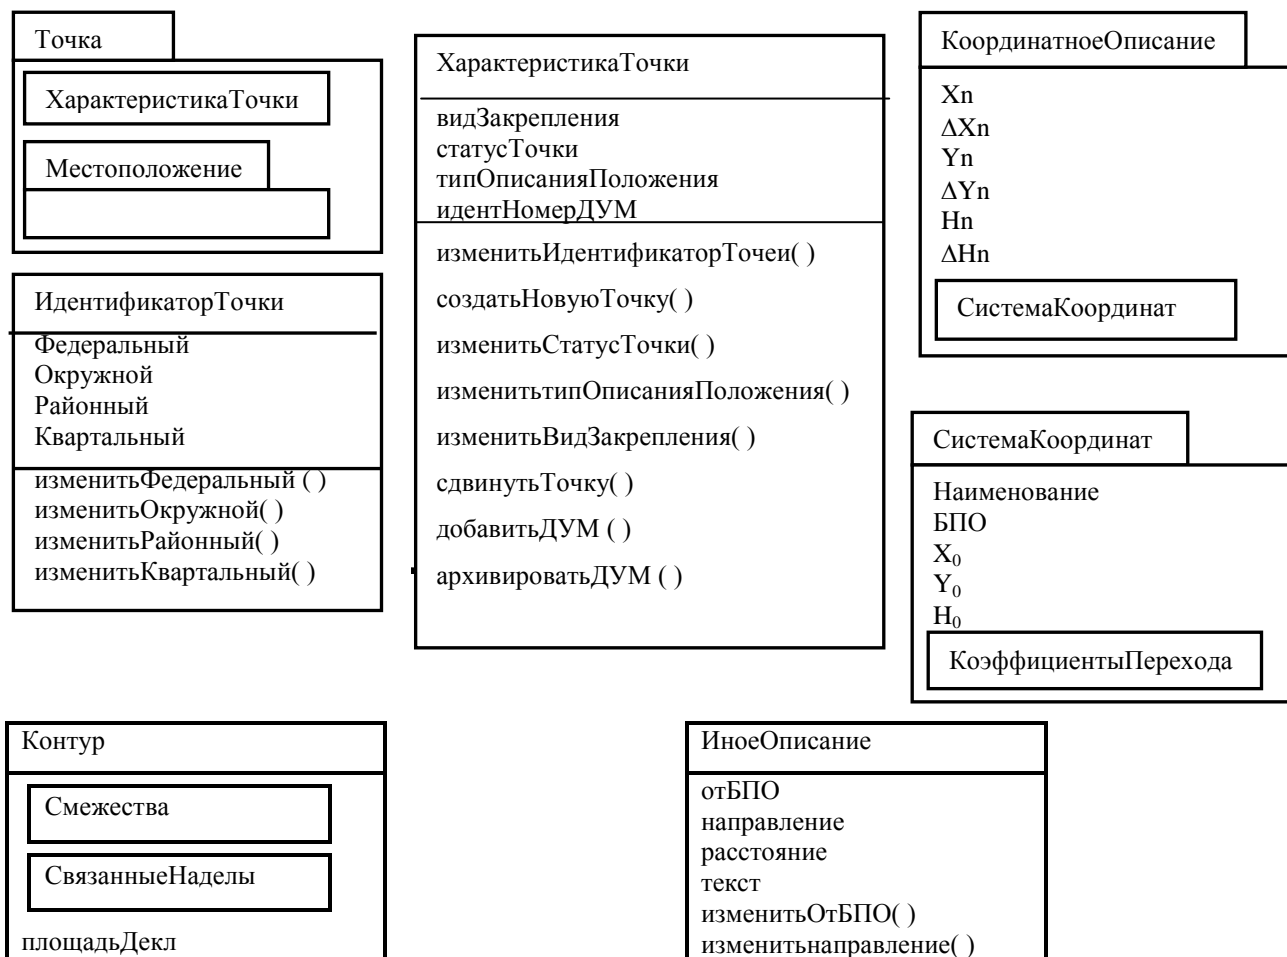 Точка
ХарактеристикаТочки
Местоположение
ИдентификаторТочки
Федеральный
Окружной
Районный
Квартальный
изменитьФедеральный ( )
изменитьОкружной( )
изменитьРайонный( )
изменитьКвартальный( )
ХарактеристикаТочки
видЗакрепления
статусТочки
типОписанияПоложения
идентНомерДУМ
изменитьИдентификаторТочеи( )
создатьНовуюТочку( )
изменитьСтатусТочки( )
изменитьтипОписанияПоложения( )
изменитьВидЗакрепления( )
сдвинутьТочку( )
добавитьДУМ ( )
архивироватьДУМ ( )
КоординатноеОписание
Xn
ΔXn
Yn
ΔYn
Hn
ΔHn
СистемаКоординат
СистемаКоординат
Наименование
БПО
X₀
Y₀
H₀
КоэффициентыПерехода
Контур
Смежества
СвязанныеНаделы
площадьДекл
ИноеОписание
отБПО
направление
расстояние
текст
изменитьОтБПО( )
изменитьнаправление( )